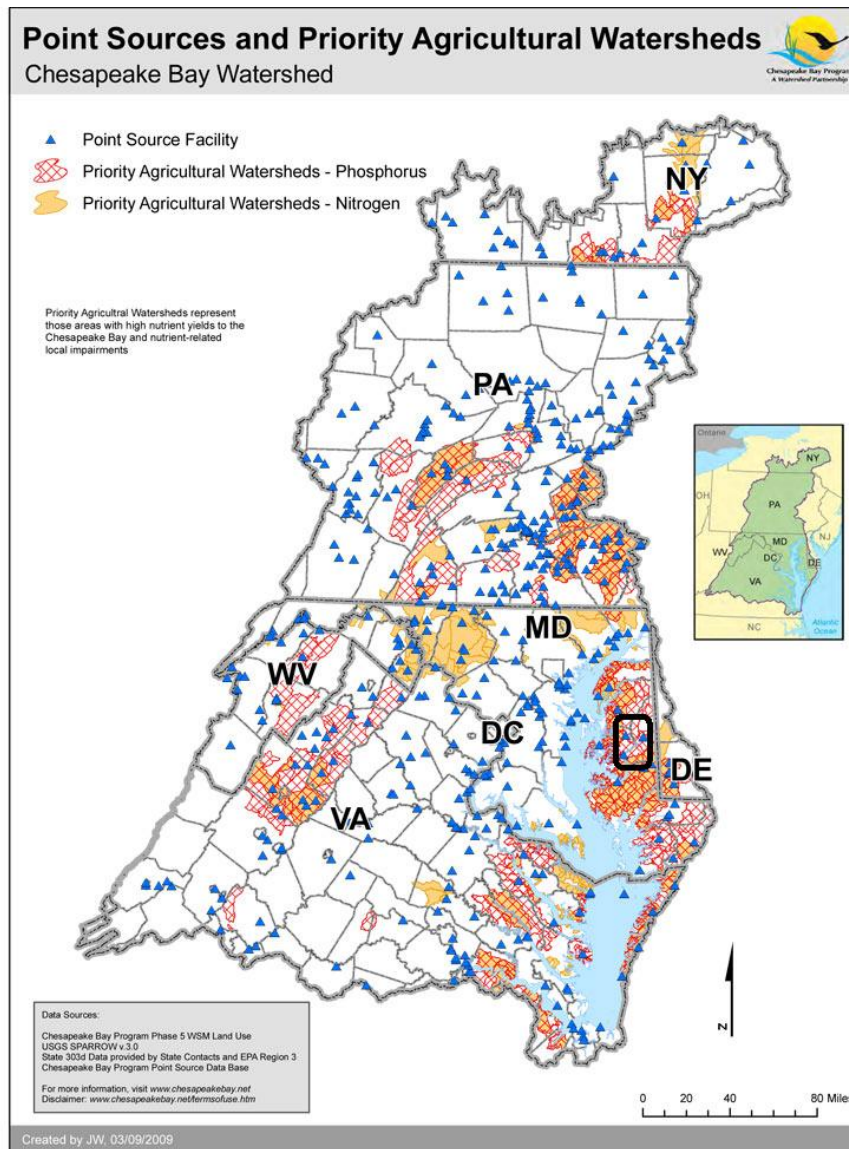 Point Sources and Priority Agricultural Watersheds
Chesapeake Bay Watershed
Chesapeake Bay Program
A Watershed Partnership
Point Source Facility
Priority Agricultural Watersheds - Phosphorus
Priority Agricultural Watersheds - Nitrogen
NY
Priority Agricultral Watersheds represent
those areas with high nutrient yields to the
Chesapeake Bay and nutrient-related
local impairments
PA
Ontario
NY
OH
PA
NJ
MD
WV
DC
DE
VA
NC
Atlantic
Ocean
MD
WV
DC
DE
VA
N
Data Sources:
Chesapeake Bay Program Phase 5 WSM Land Use
USGS SPARROW v.3.0
State 303d Data provided by State Contacts and EPA Region 3
Chesapeake Bay Program Point Source Data Base
For more information, visit www.chesapeakebay.net
Disclaimer: www.chesapeakebay.net/termsofuse.htm
0 20 40 80 Miles
Created by JW, 03/09/2009